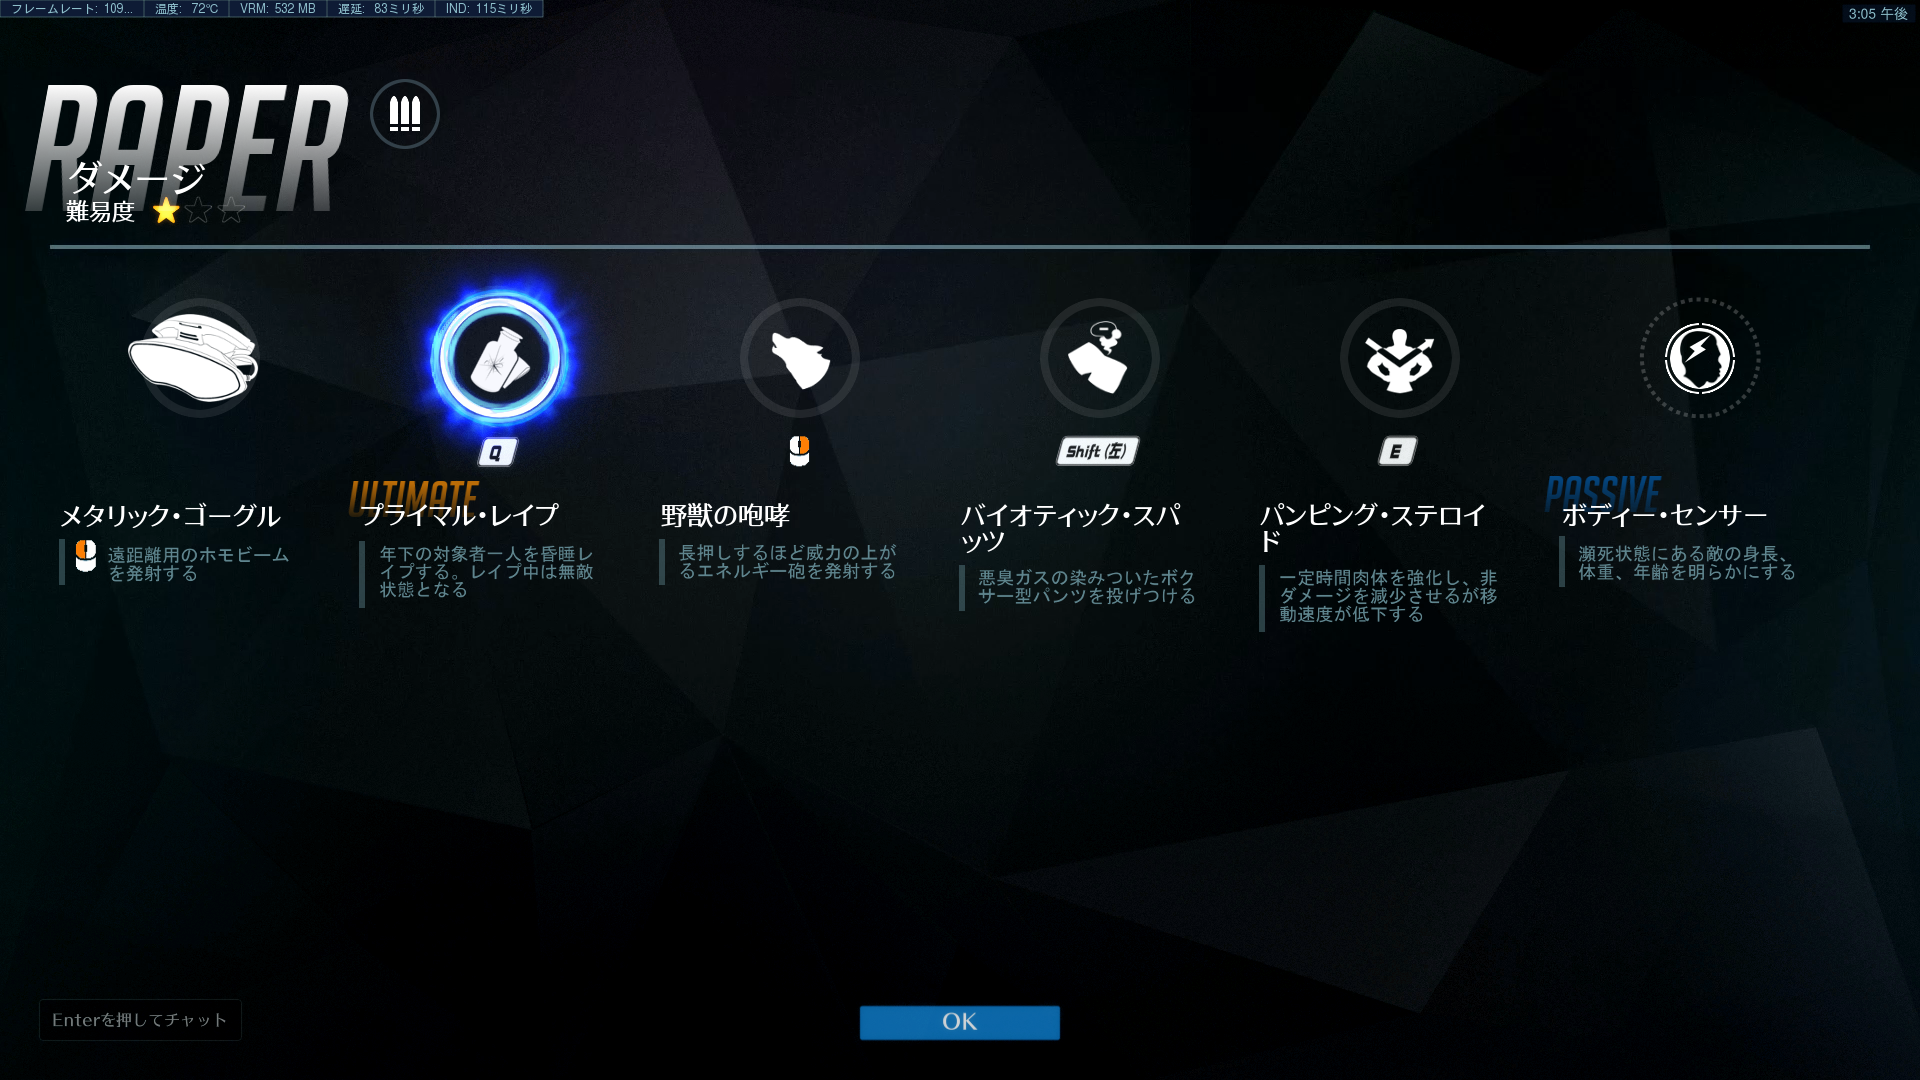 フレームレート: 109...
温度: 72℃
VRM: 532 MB
遅延: 83ミリ秒
IND: 115ミリ秒
3:05 午後
RAPER
ダメージ
難易度
Q
Shift (左)
E
ULTIMATE
PASSIVE
メタリック・ゴーグル
遠距離用のホモビーム
を発射する
プライマル・レイプ
年下の対象者一人を昏睡レ
イプする。レイプ中は無敵
状態となる
野獣の咆哮
長押しするほど威力の上が
るエネルギー砲を発射する
バイオティック・スパ
ッツ
悪臭ガスの染みついたボク
サー型パンツを投げつける
パンピング・ステロイ
ド
一定時間肉体を強化し、非
ダメージを減少させるが移
動速度が低下する
ボディー・センサー
瀕死状態にある敵の身長、
体重、年齢を明らかにする
Enterを押してチャット
OK